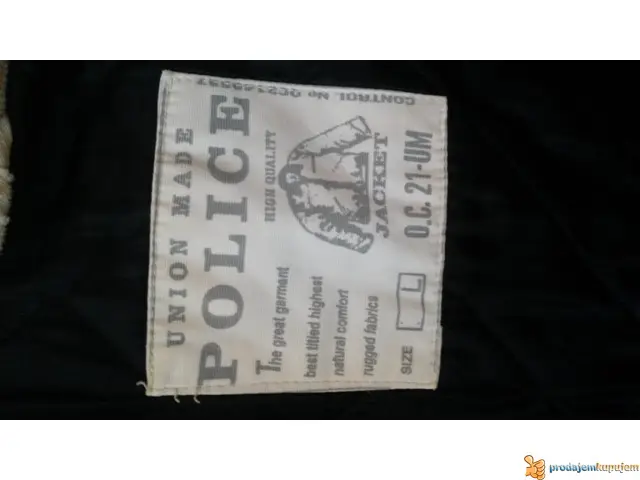 UNION MADE
POLICE
HIGH QUALITY
JACKET
The great garment
best titled highest
natural comfort
rugged fabrics
O.C. 21-UM
SIZE L
CONTROL No
prodajemkupujem